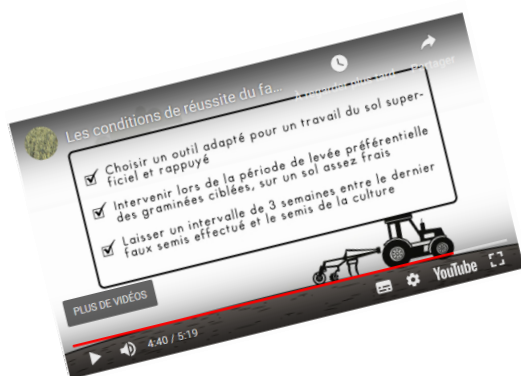 Les conditions de réussite du fa...
À regarder plus tard
Partager
Choisir un outil adapté pour un travail du sol super-
ficiel et rappuyé
Intervenir lors de la période de levée préférentielle
des graminées ciblées, sur un sol assez frais
Laisser un intervalle de 3 semaines entre le dernier
faux semis effectué et le semis de la culture
PLUS DE VIDÉOS
4:40 / 5:19
YouTube